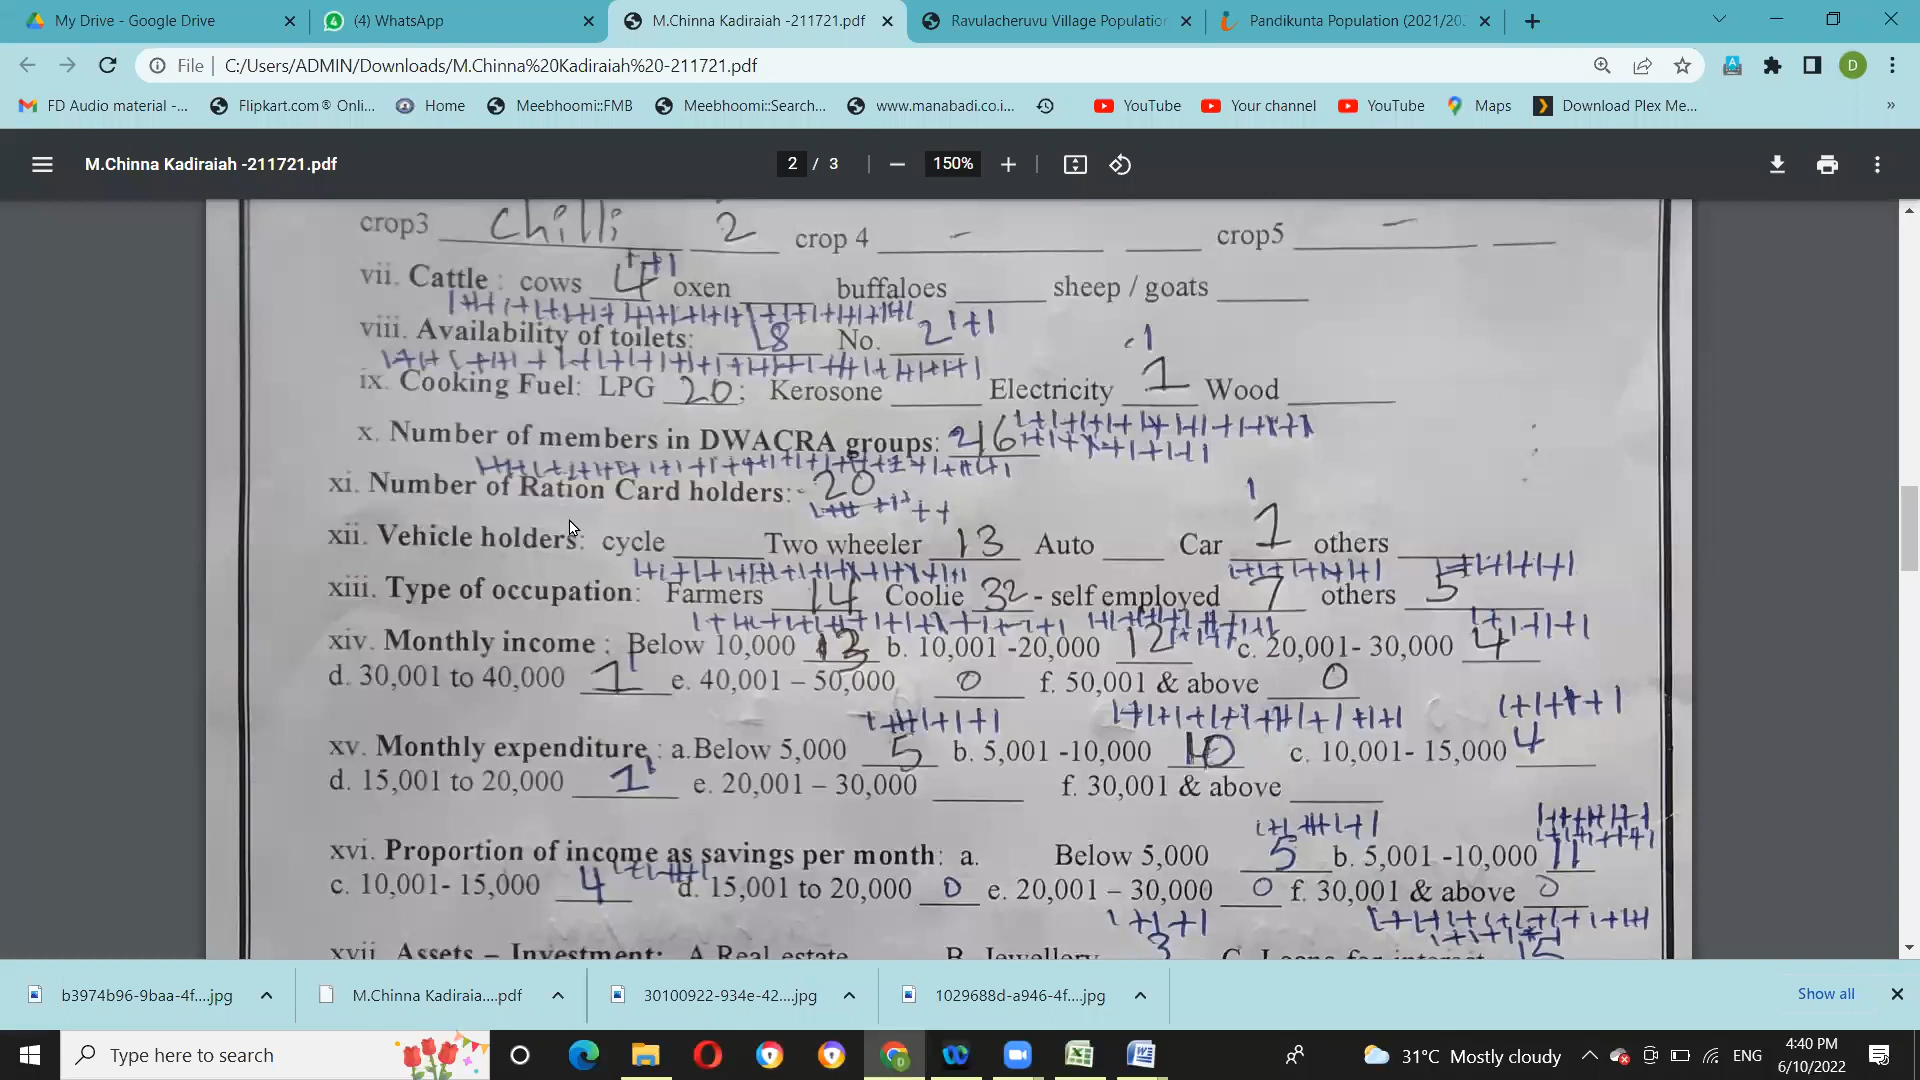 My Drive - Google Drive
(4) WhatsApp
M.Chinna Kadiraiah -211721.pdf
Ravulacheruvu Village Population
Pandikunta Population (2021/20
File
C:/Users/ADMIN/Downloads/M.Chinna%20Kadiraiah%20-211721.pdf
D
FD Audio material -...
Flipkart.com® Onli...
Home
Meebhoomi::FMB
Meebhoomi::Search...
www.manabadi.co.i...
YouTube
Your channel
YouTube
Maps
Download Plex Me...
»
M.Chinna Kadiraiah -211721.pdf
2 / 3
150%
crop3 Chilli 2 crop 4 - crop5 -
vii. Cattle : cows 4 oxen buffaloes sheep / goats
viii. Availability of toilets: 18 No. 2
ix. Cooking Fuel: LPG 20; Kerosone Electricity 1 Wood
x. Number of members in DWACRA groups: 216
xi. Number of Ration Card holders:- 20
xii. Vehicle holders: cycle Two wheeler 13 Auto Car 1 others
xiii. Type of occupation: Farmers 14 Coolie 32 - self employed 7 others 5
xiv. Monthly income : Below 10,000 13 b. 10,001 -20,000 12 c. 20,001- 30,000 4
d. 30,001 to 40,000 1 e. 40,001 – 50,000 0 f. 50,001 & above 0
xv. Monthly expenditure : a.Below 5,000 5 b. 5,001 -10,000 10 c. 10,001- 15,000 4
d. 15,001 to 20,000 1 e. 20,001 – 30,000 f. 30,001 & above
xvi. Proportion of income as savings per month: a. Below 5,000 5 b. 5,001 -10,000 11
c. 10,001- 15,000 4 d. 15,001 to 20,000 0 e. 20,001 – 30,000 0 f. 30,001 & above 0
xvii. Assets – Investment: A Real estate B. Jewellery 3 C. Loans for interest 15
b3974b96-9baa-4f....jpg
M.Chinna Kadiraia....pdf
30100922-934e-42....jpg
1029688d-a946-4f....jpg
Show all
Type here to search
31°C Mostly cloudy
ENG
4:40 PM
6/10/2022